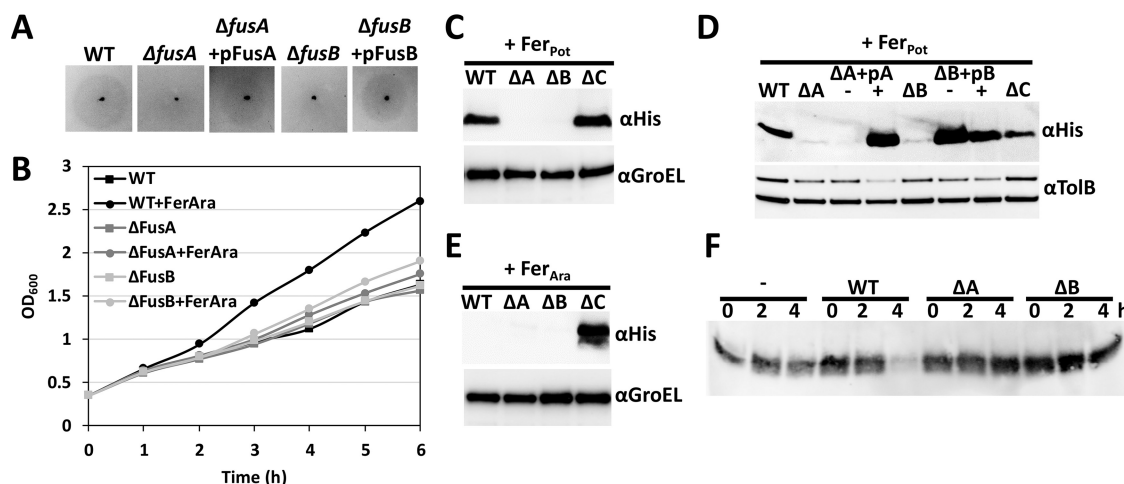 A
ΔfusA ΔfusB
WT ΔfusA +pFusA ΔfusB +pFusB
B
3
2.5
2
1.5
1
0.5
0
OD600
WT
WT+FerAra
ΔFusA
ΔFusA+FerAra
ΔFusB
ΔFusB+FerAra
0 1 2 3 4 5 6
Time (h)
C
+ FerPot
WT ΔA ΔB ΔC
αHis
αGroEL
D
+ FerPot
ΔA+pA ΔB+pB
WT ΔA - + ΔB - + ΔC
αHis
αTolB
E
+ FerAra
WT ΔA ΔB ΔC
αHis
αGroEL
F
- WT ΔA ΔB
0 2 4 0 2 4 0 2 4 0 2 4 h